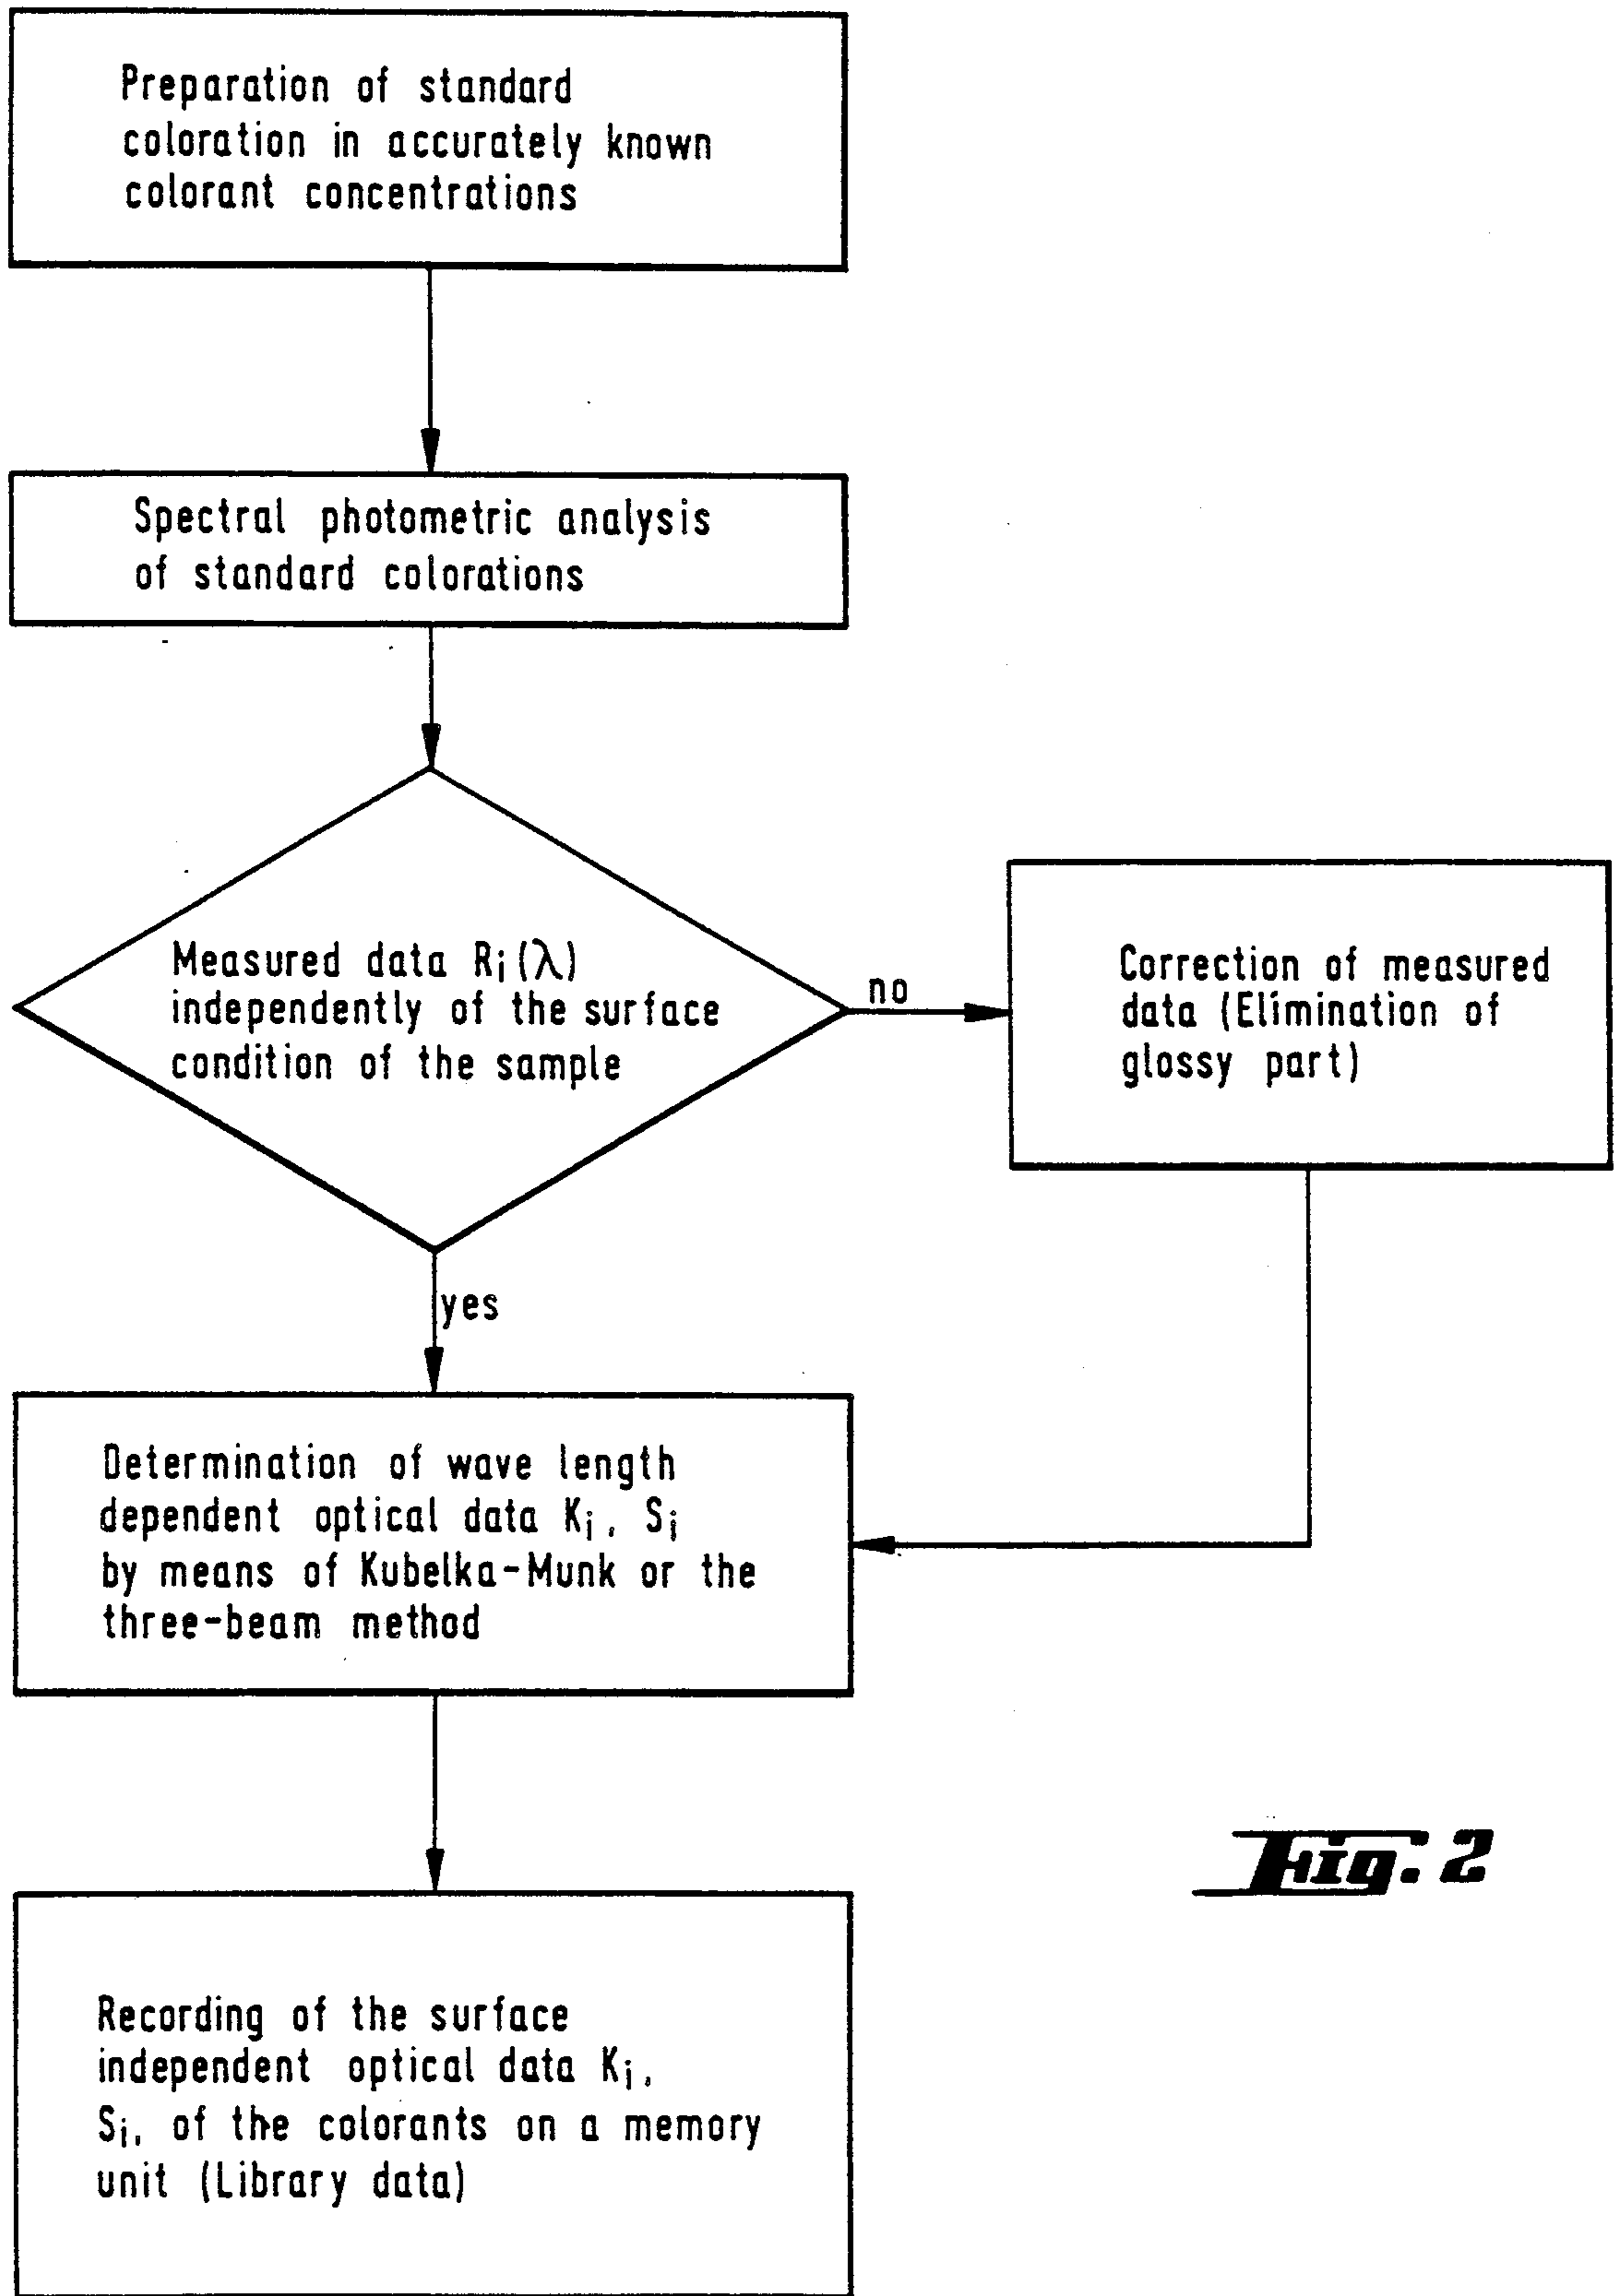 Preparation of standard
coloration in accurately known
colorant concentrations
Spectral photometric analysis
of standard colorations
Measured data Ri(λ)
independently of the surface
condition of the sample
no
Correction of measured
data (Elimination of
glossy part)
yes
Determination of wave length
dependent optical data Ki, Si
by means of Kubelka-Munk or the
three-beam method
Recording of the surface
independent optical data Ki,
Si, of the colorants on a memory
unit (Library data)
Fig. 2